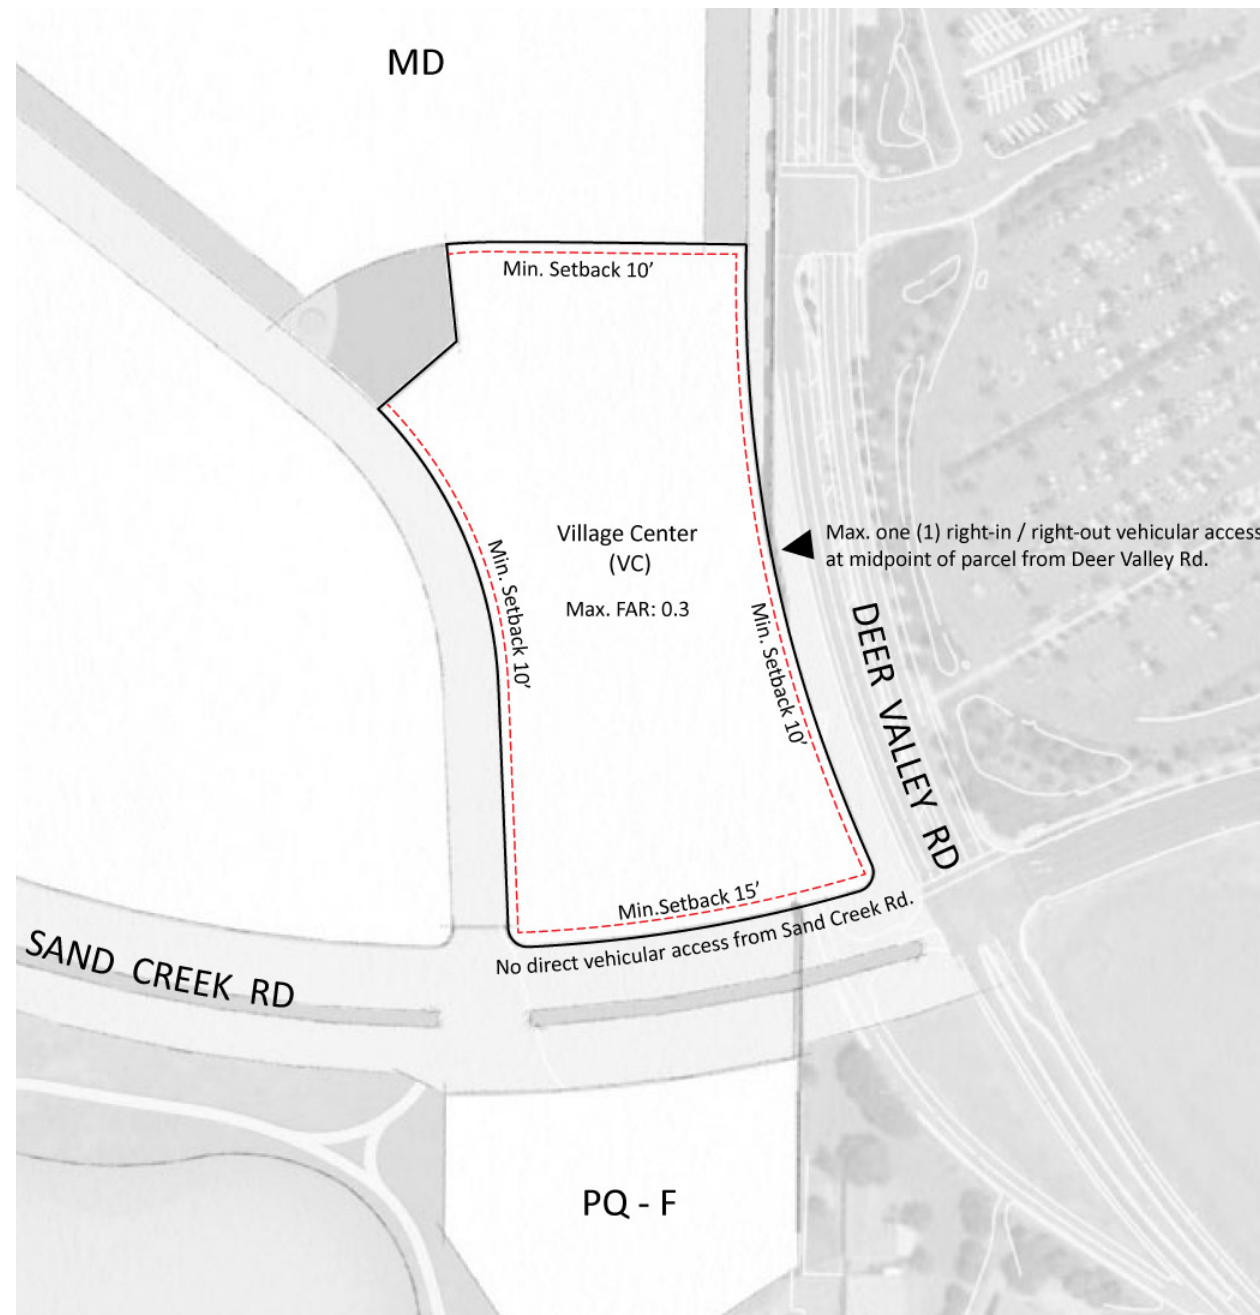 MD
Min. Setback 10’
Village Center
(VC)
Max. FAR: 0.3
Max. one (1) right-in / right-out vehicular access
at midpoint of parcel from Deer Valley Rd.
Min. Setback 10’
Min. Setback 10’
DEER VALLEY RD
Min.Setback 15’
No direct vehicular access from Sand Creek Rd.
SAND CREEK RD
PQ - F